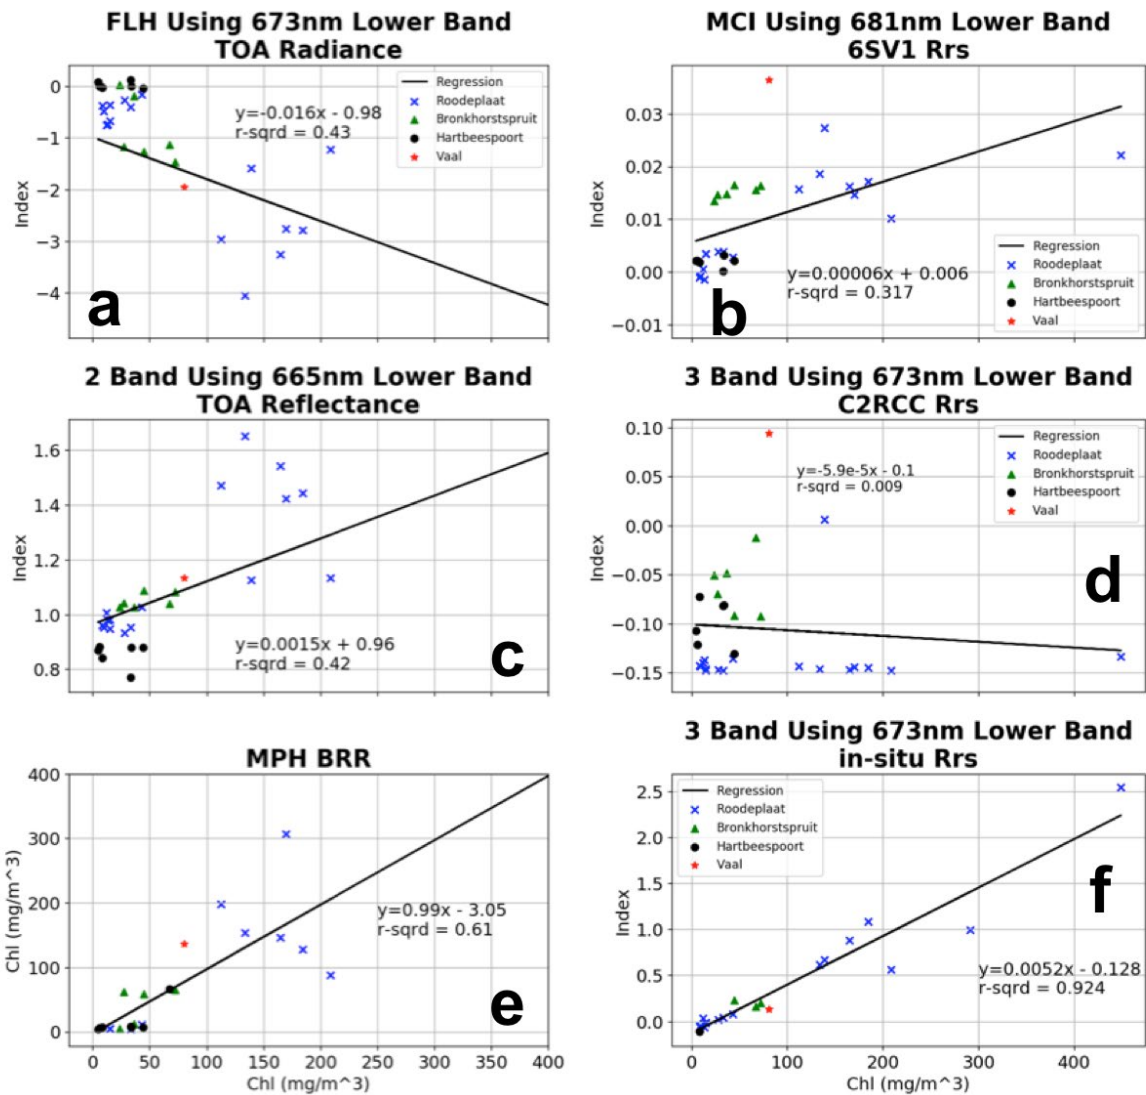 FLH Using 673nm Lower Band
TOA Radiance
0
−1
−2
−3
−4
Index
Regression
Roodeplaat
Bronkhorstspruit
Hartbeespoort
Vaal
y=-0.016x - 0.98
r-sqrd = 0.43
a
MCI Using 681nm Lower Band
6SV1 Rrs
0.03
0.02
0.01
0.00
−0.01
Index
Regression
Roodeplaat
Bronkhorstspruit
Hartbeespoort
Vaal
y=0.00006x + 0.006
r-sqrd = 0.317
b
2 Band Using 665nm Lower Band
TOA Reflectance
1.6
1.4
1.2
1.0
0.8
Index
y=0.0015x + 0.96
r-sqrd = 0.42
c
3 Band Using 673nm Lower Band
C2RCC Rrs
0.10
0.05
0.00
−0.05
−0.10
−0.15
Index
y=-5.9e-5x - 0.1
r-sqrd = 0.009
Regression
Roodeplaat
Bronkhorstspruit
Hartbeespoort
Vaal
d
MPH BRR
400
300
200
100
0
Chl (mg/m^3)
y=0.99x - 3.05
r-sqrd = 0.61
e
0 50 100 150 200 250 300 350 400
Chl (mg/m^3)
3 Band Using 673nm Lower Band
in-situ Rrs
2.5
2.0
1.5
1.0
0.5
0.0
Index
Regression
Roodeplaat
Bronkhorstspruit
Hartbeespoort
Vaal
f
y=0.0052x - 0.128
r-sqrd = 0.924
0 100 200 300 400
Chl (mg/m^3)